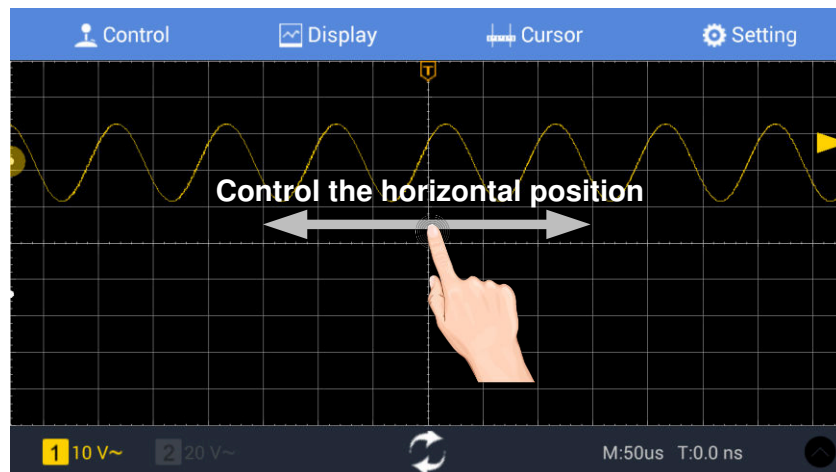 Control Display Cursor Setting
T
Control the horizontal position
1 10 V~ 2 20 V~ M:50us T:0.0 ns